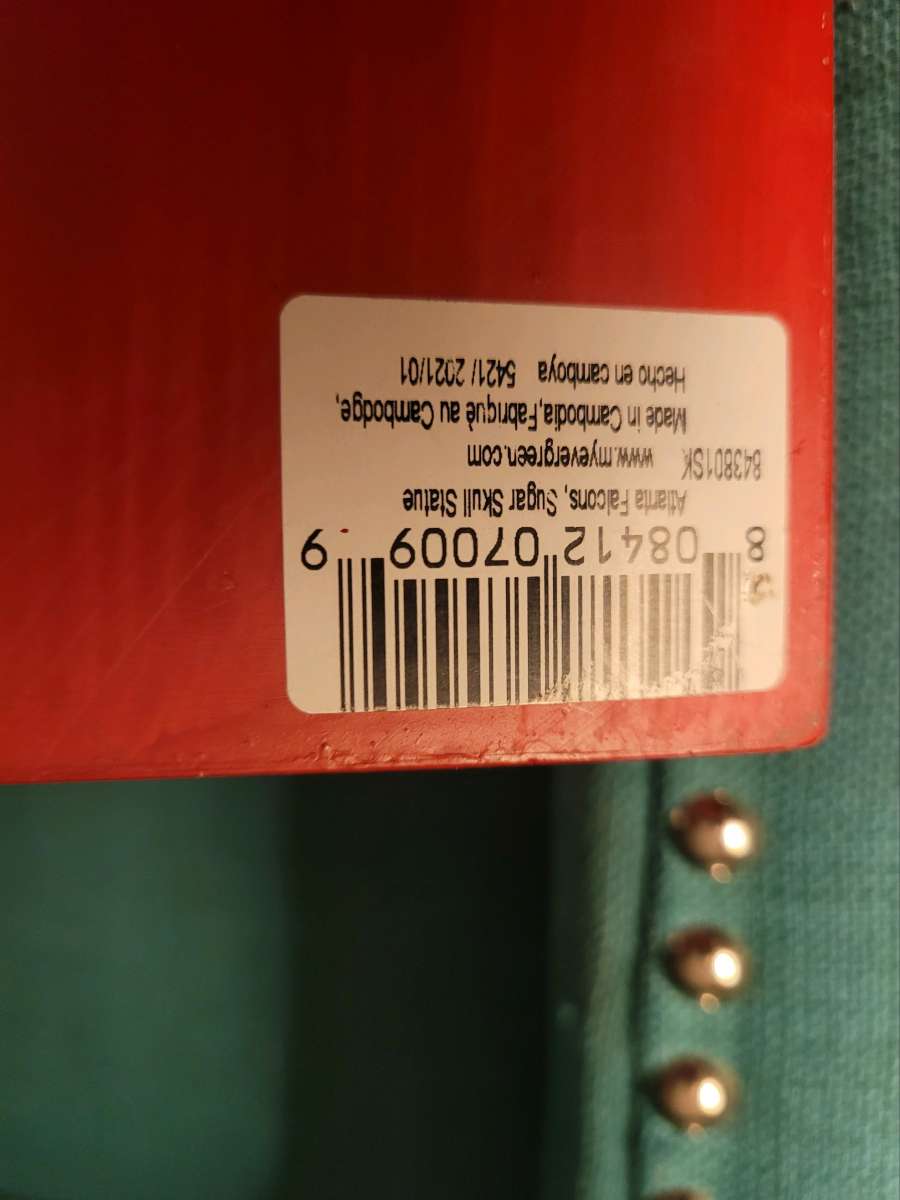 8 08412 07009 9
Atlanta Falcons, Sugar Skull Statue
843801SK www.myevergreen.com
Made in Cambodia,Fabriquè au Cambodge,
Hecho en camboya 5421/ 2021/01